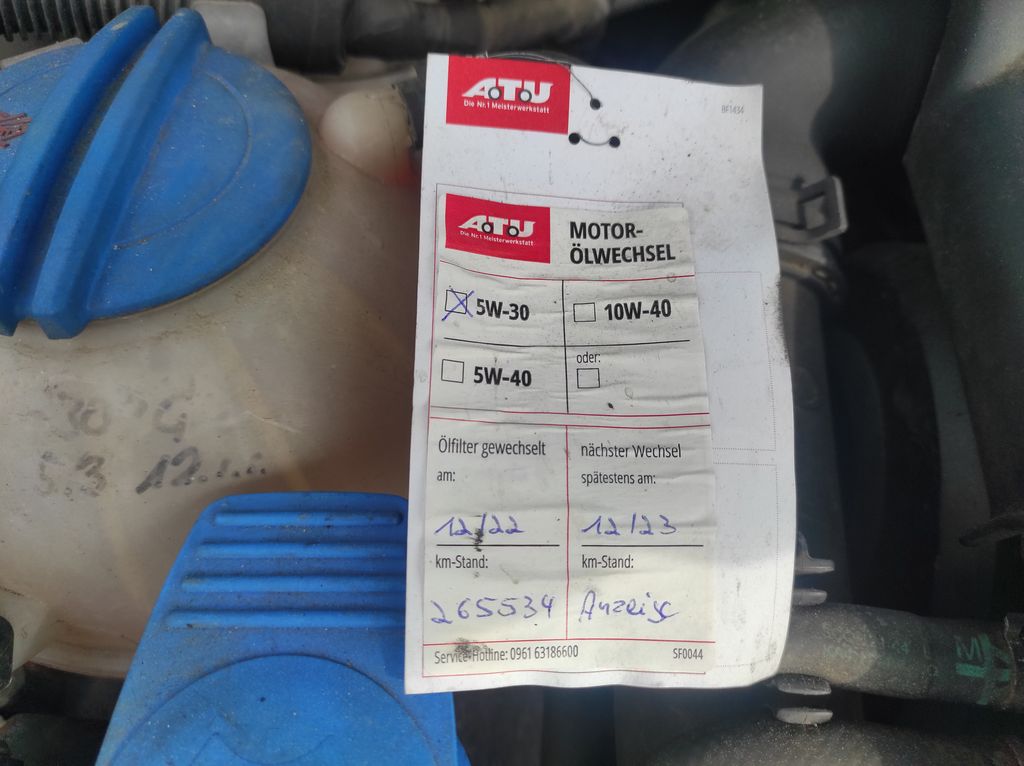 ATU
Die Nr.1 Meisterwerkstatt
BF1434
ATU
Die Nr.1 Meisterwerkstatt
MOTOR-
ÖLWECHSEL
5W-30
10W-40
5W-40
oder:
Ölfilter gewechselt
am:
12/22
km-Stand:
265534
nächster Wechsel
spätestens am:
12/23
km-Stand:
Anzeige
Service-Hotline: 0961 63186600
SF0044